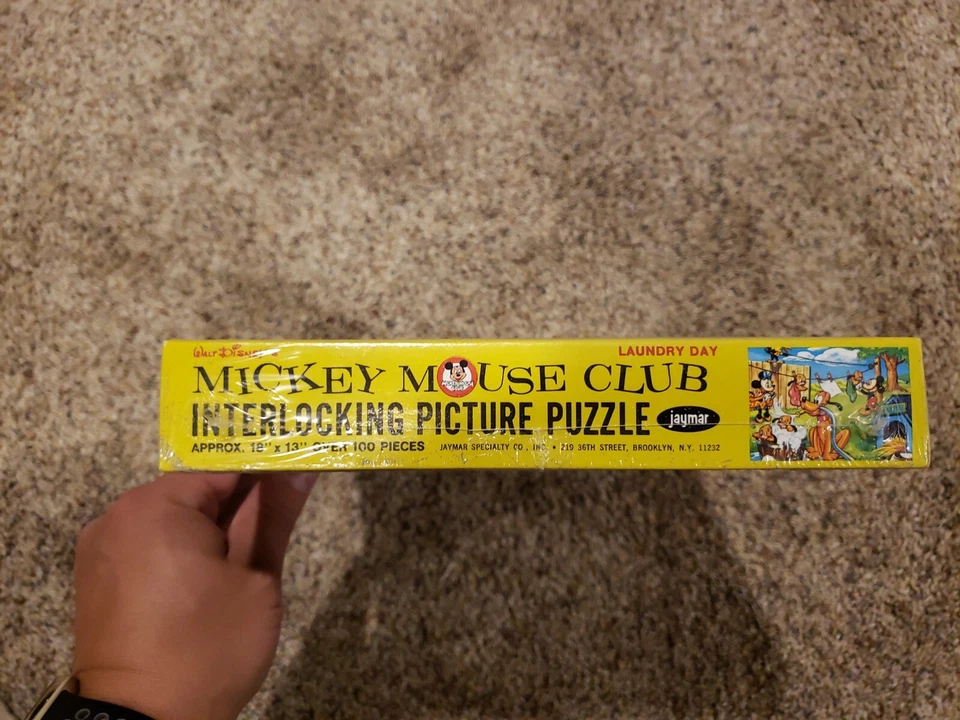 WALT DISNEY'S
LAUNDRY DAY
MICKEY MOUSE CLUB
INTERLOCKING PICTURE PUZZLE jaymar
APPROX. 18" x 13" OVER 100 PIECES JAYMAR SPECIALTY CO., INC. • 219 36TH STREET, BROOKLYN, N.Y. 11232